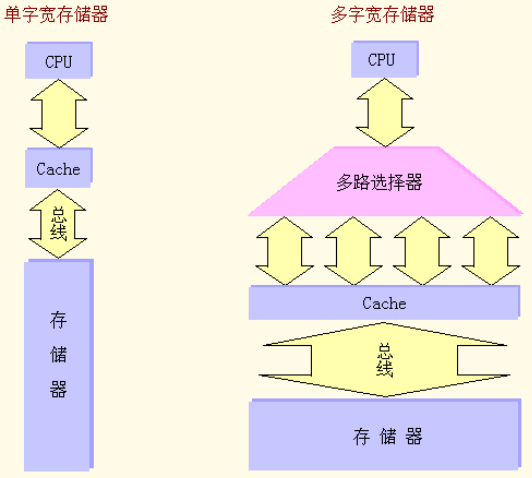 单字宽存储器
多字宽存储器
CPU
Cache
总
线
存
储
器
CPU
多路选择器
Cache
总
线
存 储 器